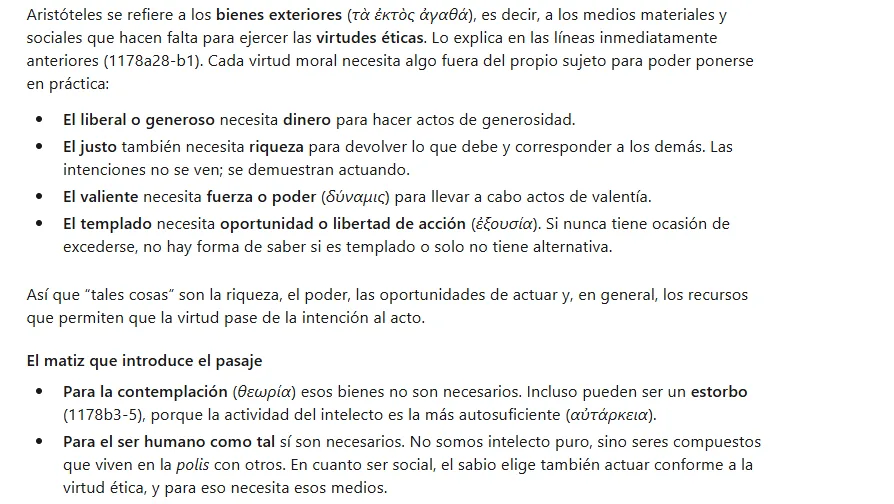 Aristóteles se refiere a los bienes exteriores (τὰ ἐκτὸς ἀγαθά), es decir, a los medios materiales y
sociales que hacen falta para ejercer las virtudes éticas. Lo explica en las líneas inmediatamente
anteriores (1178a28-b1). Cada virtud moral necesita algo fuera del propio sujeto para poder ponerse
en práctica:
• El liberal o generoso necesita dinero para hacer actos de generosidad.
• El justo también necesita riqueza para devolver lo que debe y corresponder a los demás. Las
intenciones no se ven; se demuestran actuando.
• El valiente necesita fuerza o poder (δύναμις) para llevar a cabo actos de valentía.
• El templado necesita oportunidad o libertad de acción (ἐξουσία). Si nunca tiene ocasión de
excederse, no hay forma de saber si es templado o solo no tiene alternativa.
Así que “tales cosas” son la riqueza, el poder, las oportunidades de actuar y, en general, los recursos
que permiten que la virtud pase de la intención al acto.
El matiz que introduce el pasaje
• Para la contemplación (θεωρία) esos bienes no son necesarios. Incluso pueden ser un estorbo
(1178b3-5), porque la actividad del intelecto es la más autosuficiente (αὐτάρκεια).
• Para el ser humano como tal sí son necesarios. No somos intelecto puro, sino seres compuestos
que viven en la polis con otros. En cuanto ser social, el sabio elige también actuar conforme a la
virtud ética, y para eso necesita esos medios.